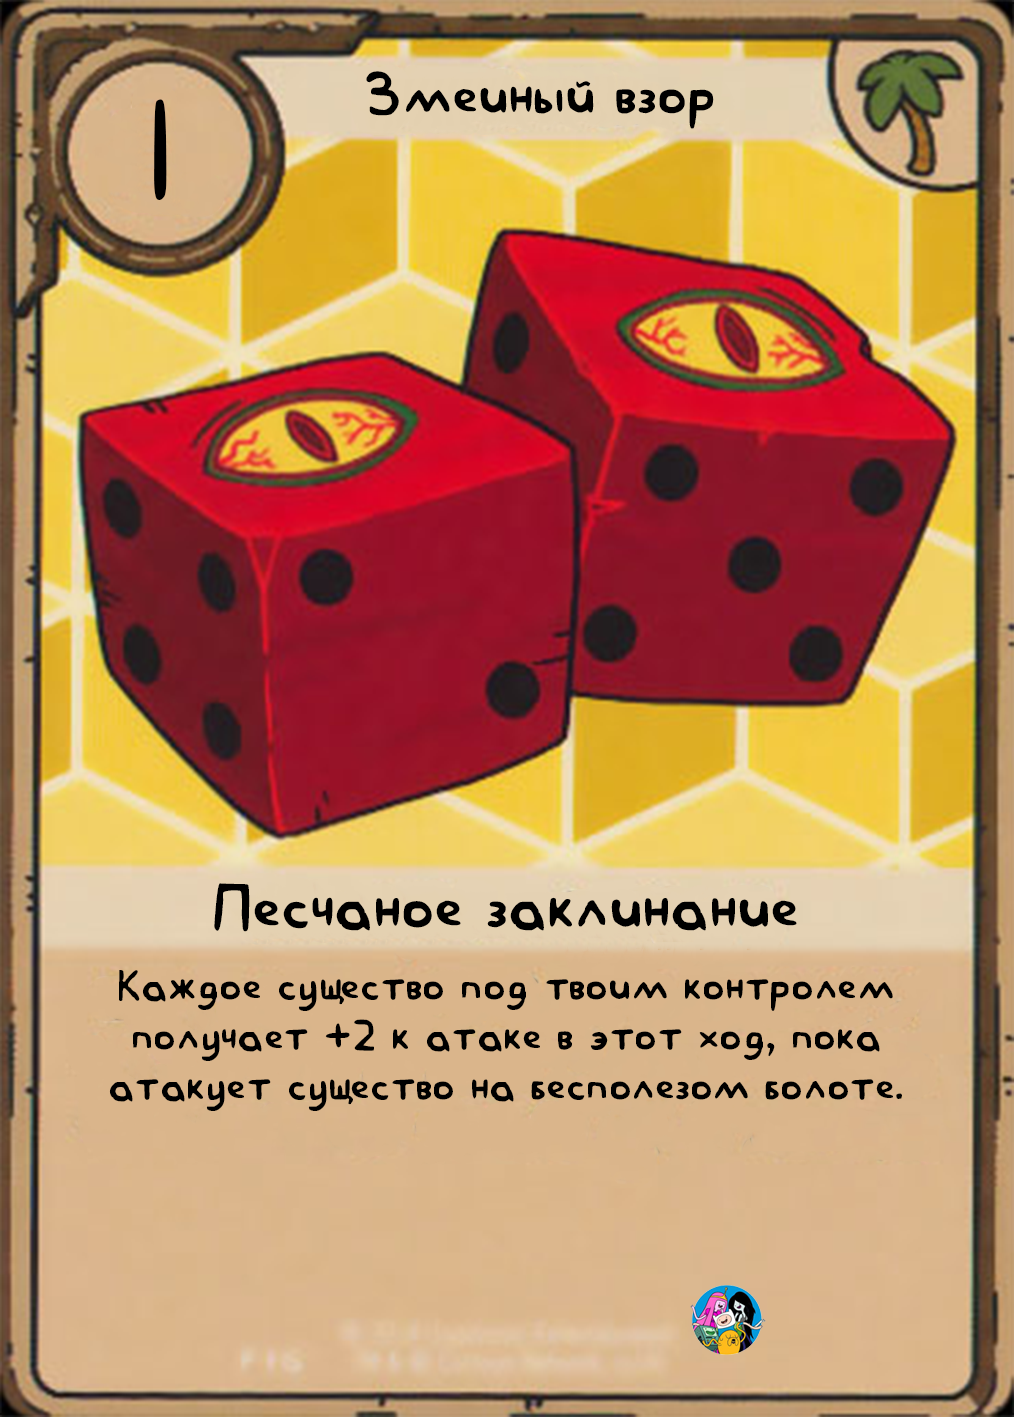 1
Змеиный взор
Песчаное заклинание
Каждое существо под твоим контролем
получает +2 к атаке в этот ход, пока
атакует существо на бесполезом болоте.